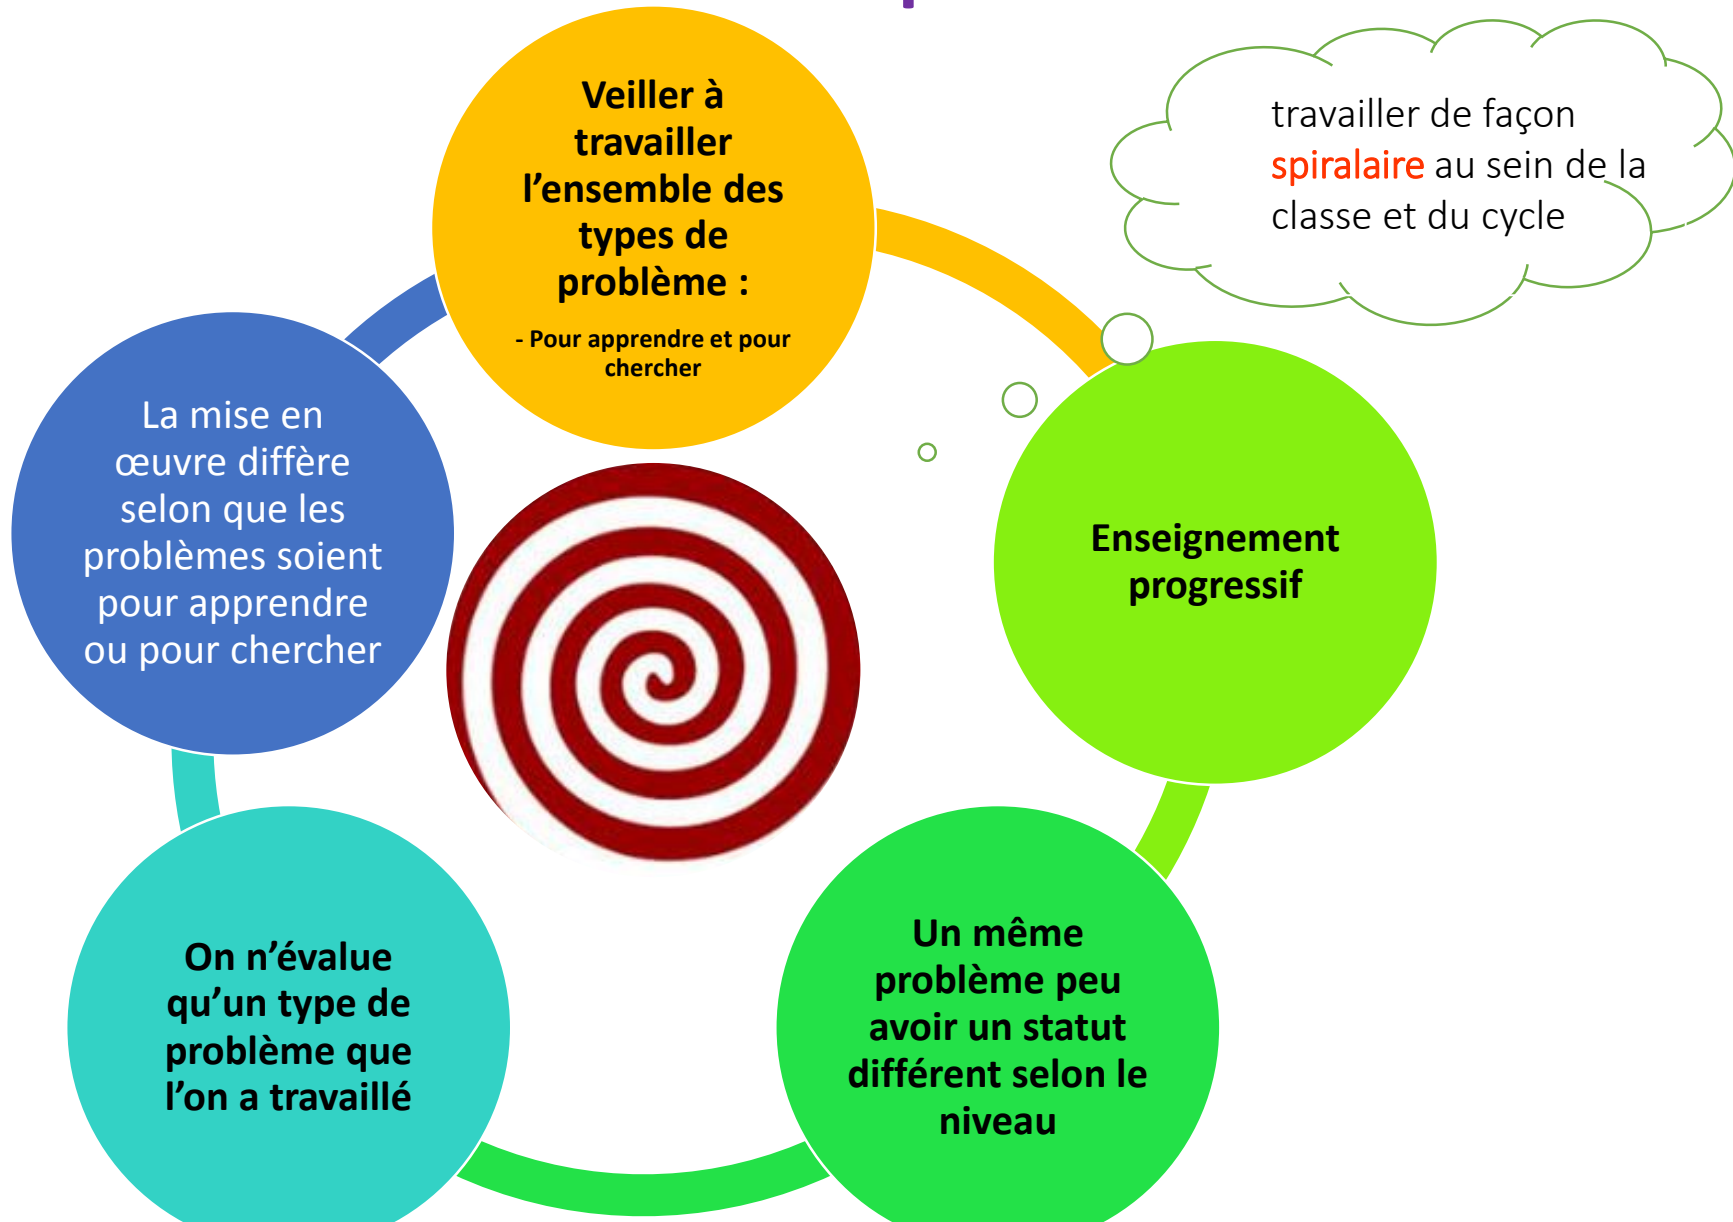 Veiller à
travailler
l’ensemble des
types de
problème :
- Pour apprendre et pour
chercher
travailler de façon
spiralaire au sein de la
classe et du cycle
Enseignement
progressif
Un même
problème peu
avoir un statut
différent selon le
niveau
On n’évalue
qu’un type de
problème que
l’on a travaillé
La mise en
œuvre diffère
selon que les
problèmes soient
pour apprendre
ou pour chercher